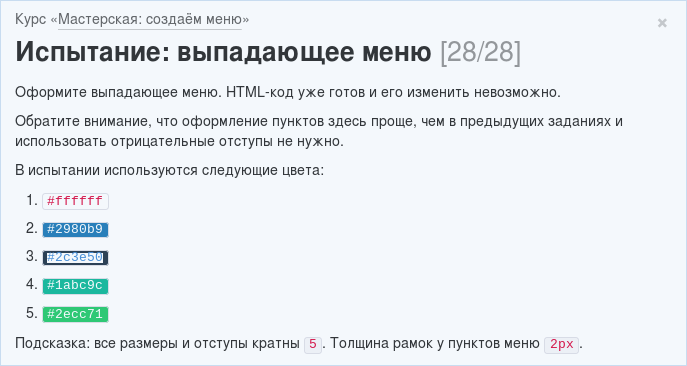 Курс «Мастерская: создаём меню»
×
Испытание: выпадающее меню [28/28]
Оформите выпадающее меню. HTML-код уже готов и его изменить невозможно.
Обратите внимание, что оформление пунктов здесь проще, чем в предыдущих заданиях и
использовать отрицательные отступы не нужно.
В испытании используются следующие цвета:
1. #ffffff
2. #2980b9
3. #2c3e50
4. #1abc9c
5. #2ecc71
Подсказка: все размеры и отступы кратны 5. Толщина рамок у пунктов меню 2px.